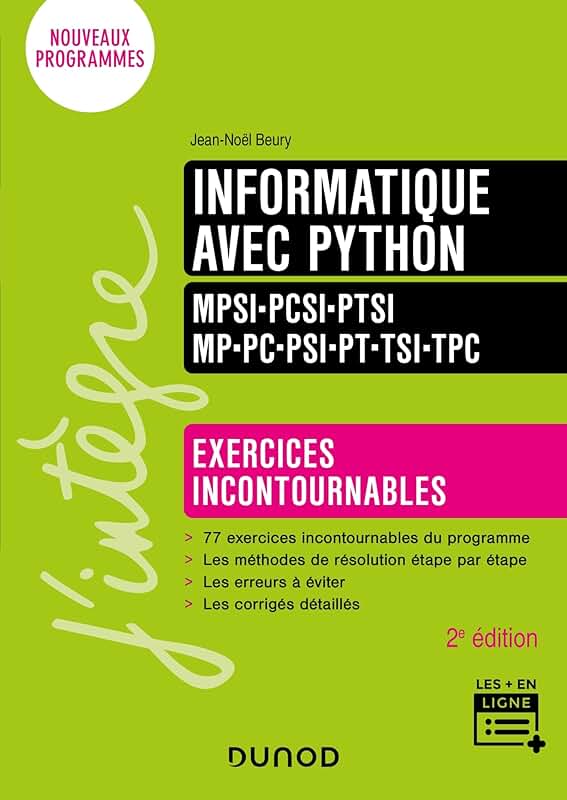 NOUVEAUX
PROGRAMMES
Jean-Noël Beury
INFORMATIQUE
AVEC PYTHON
MPSI-PCSI-PTSI
MP-PC-PSI-PT-TSI-TPC
j'intègre
EXERCICES
INCONTOURNABLES
> 77 exercices incontournables du programme
> Les méthodes de résolution étape par étape
> Les erreurs à éviter
> Les corrigés détaillés
2e édition
LES + EN
LIGNE
DUNOD